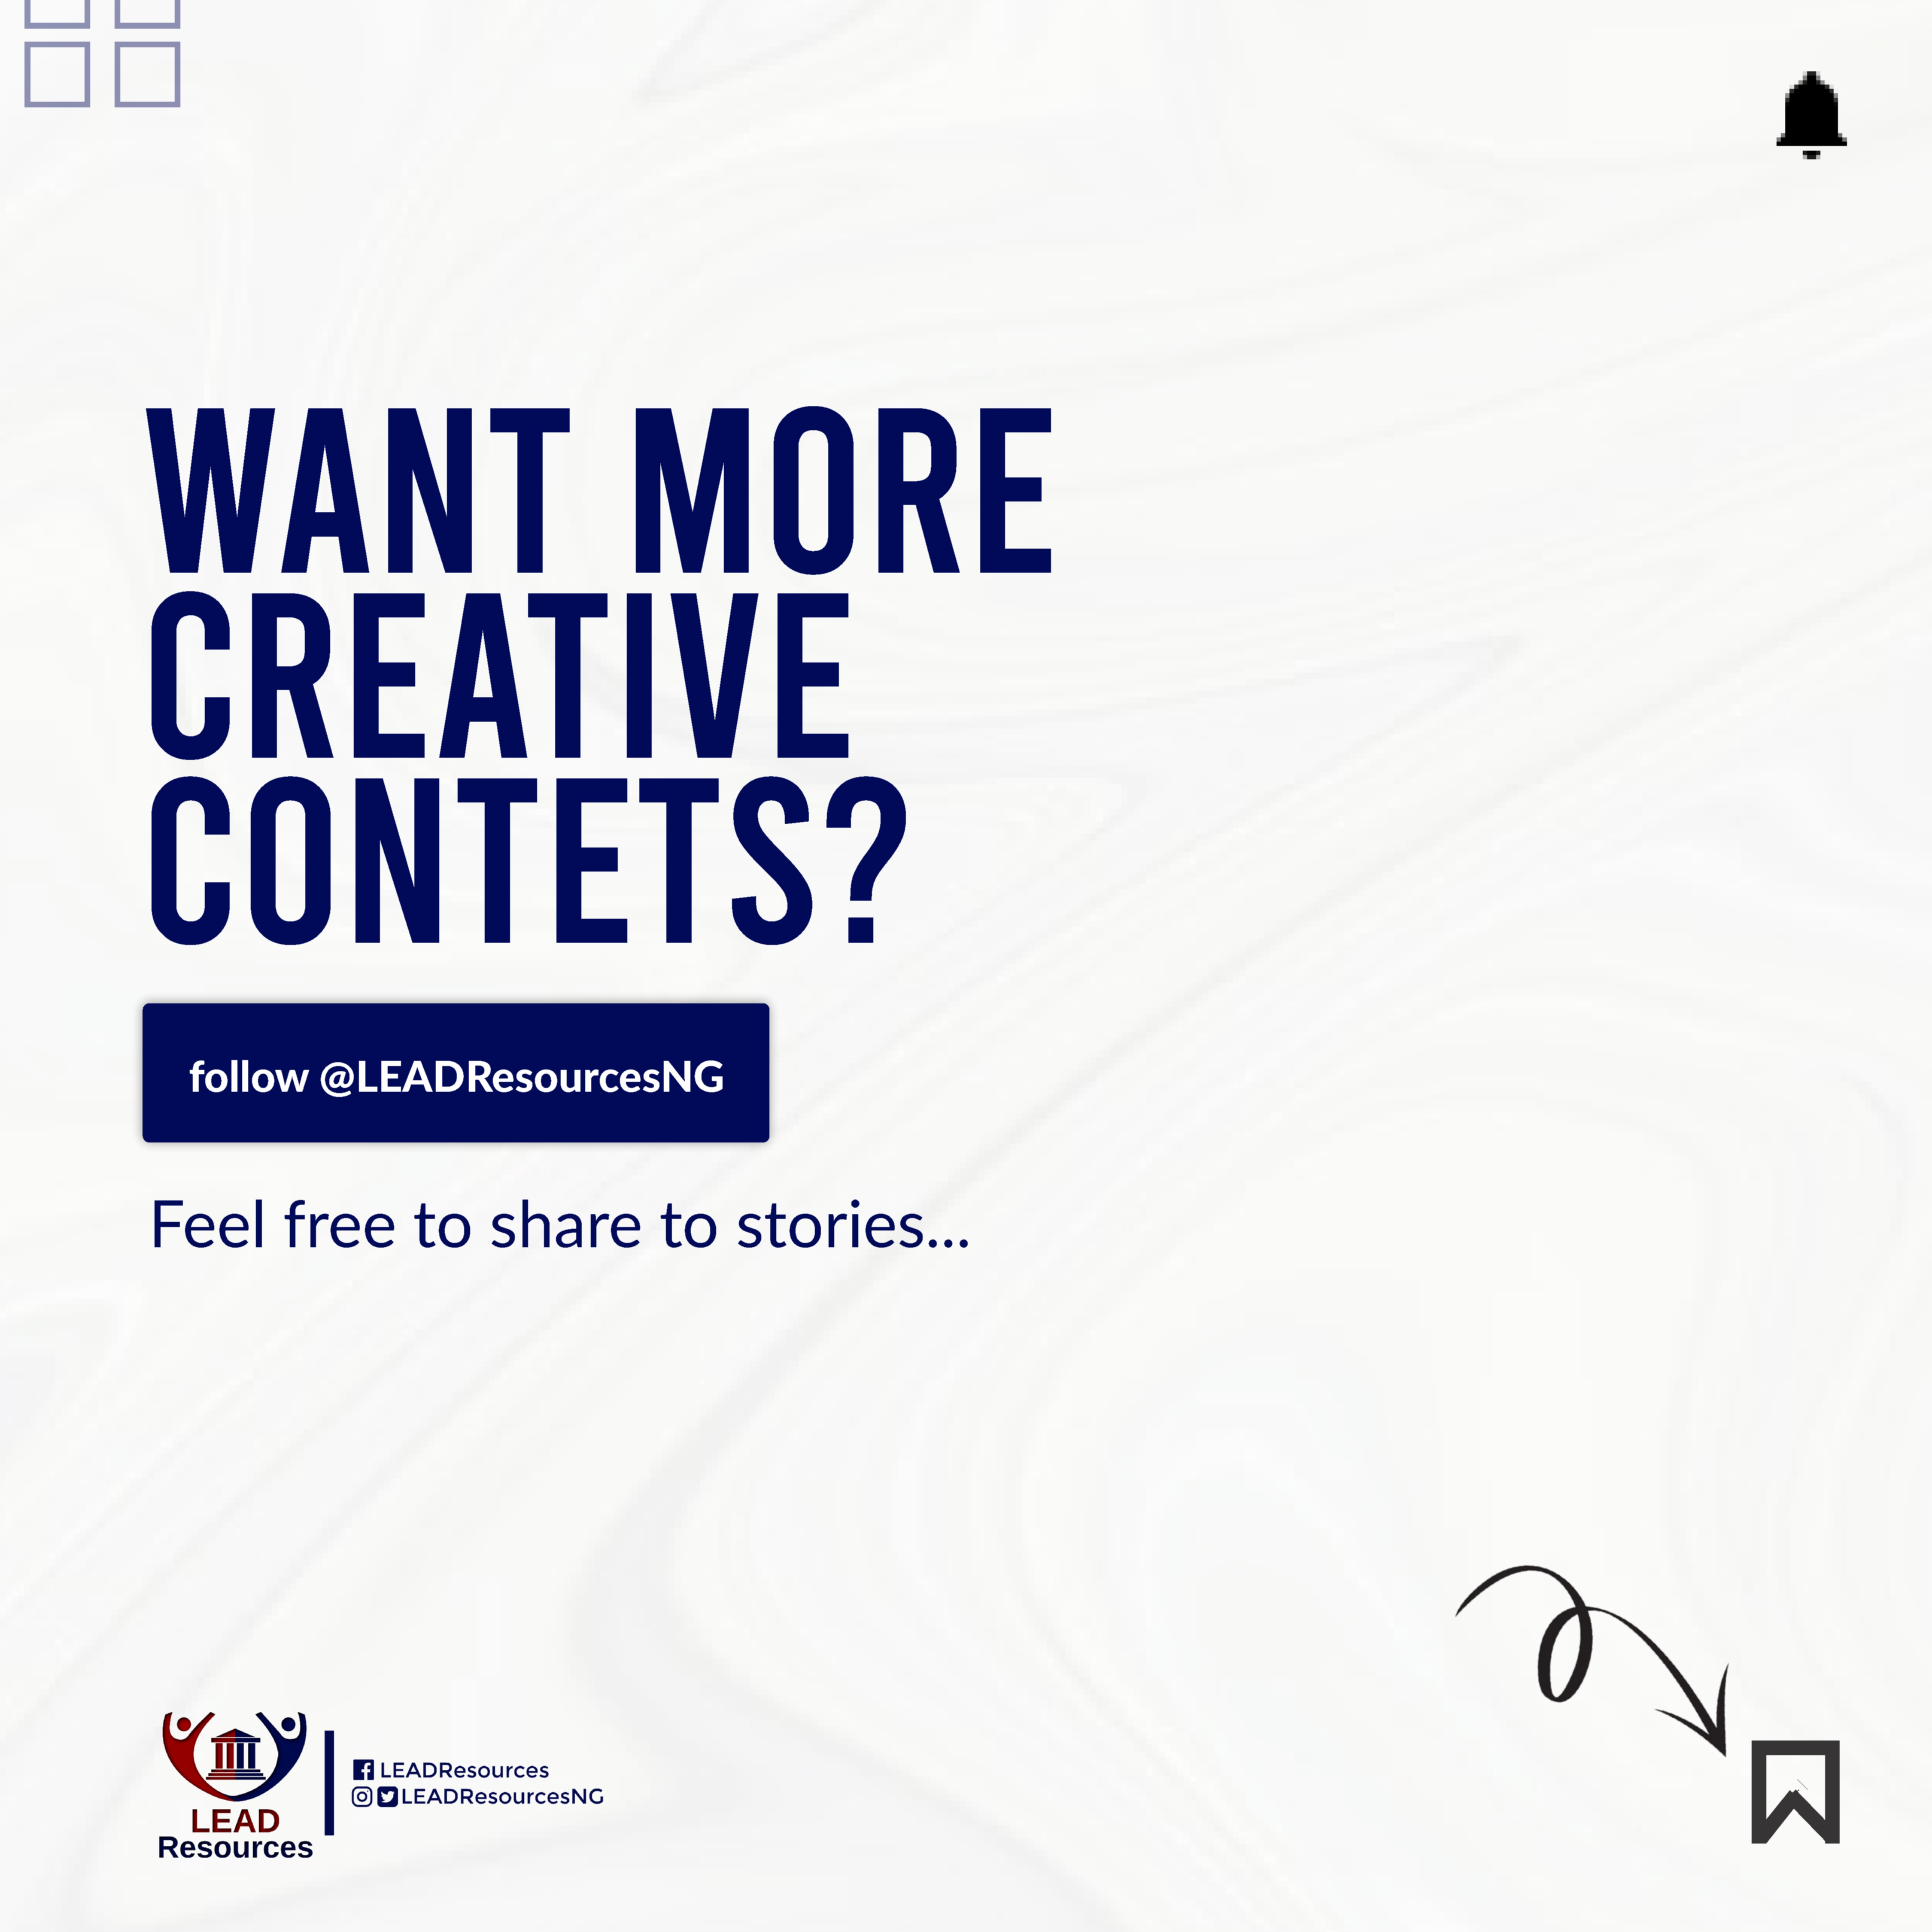 WANT MORE
CREATIVE
CONTETS?
follow @LEADResourcesNG
Feel free to share to stories...
LEAD
Resources
LEADResources
LEADResourcesNG